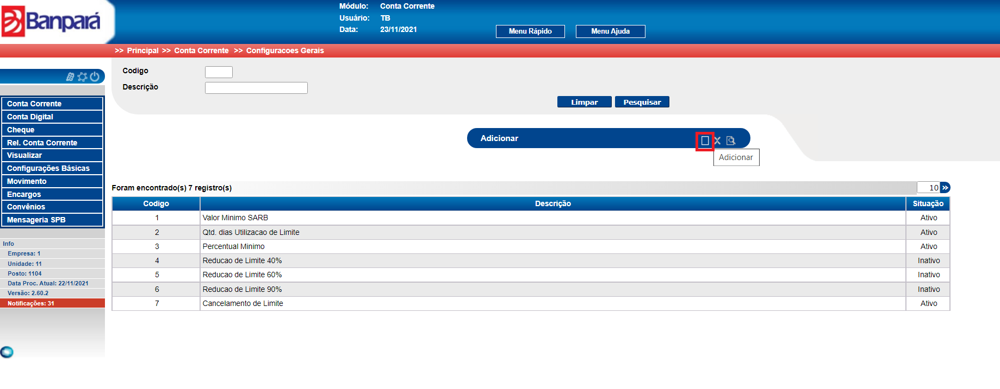 Banpará
Módulo: Conta Corrente
Usuário: TB
Data: 23/11/2021
Menu Rápido Menu Ajuda
>> Principal >> Conta Corrente >> Configuracoes Gerais
Codigo
Descrição
Limpar Pesquisar
Conta Corrente
Conta Digital
Cheque
Rel. Conta Corrente
Visualizar
Configurações Básicas
Movimento
Encargos
Convênios
Mensageria SPB
Info
Empresa: 1
Unidade: 11
Posto: 1104
Data Proc. Atual: 22/11/2021
Versão: 2.60.2
Notificações: 31
Adicionar
Adicionar
Foram encontrado(s) 7 registro(s) 10
Codigo Descrição Situação
1 Valor Minimo SARB Ativo
2 Qtd. dias Utilizacao de Limite Ativo
3 Percentual Minimo Ativo
4 Reducao de Limite 40% Inativo
5 Reducao de Limite 60% Inativo
6 Reducao de Limite 90% Inativo
7 Cancelamento de Limite Ativo